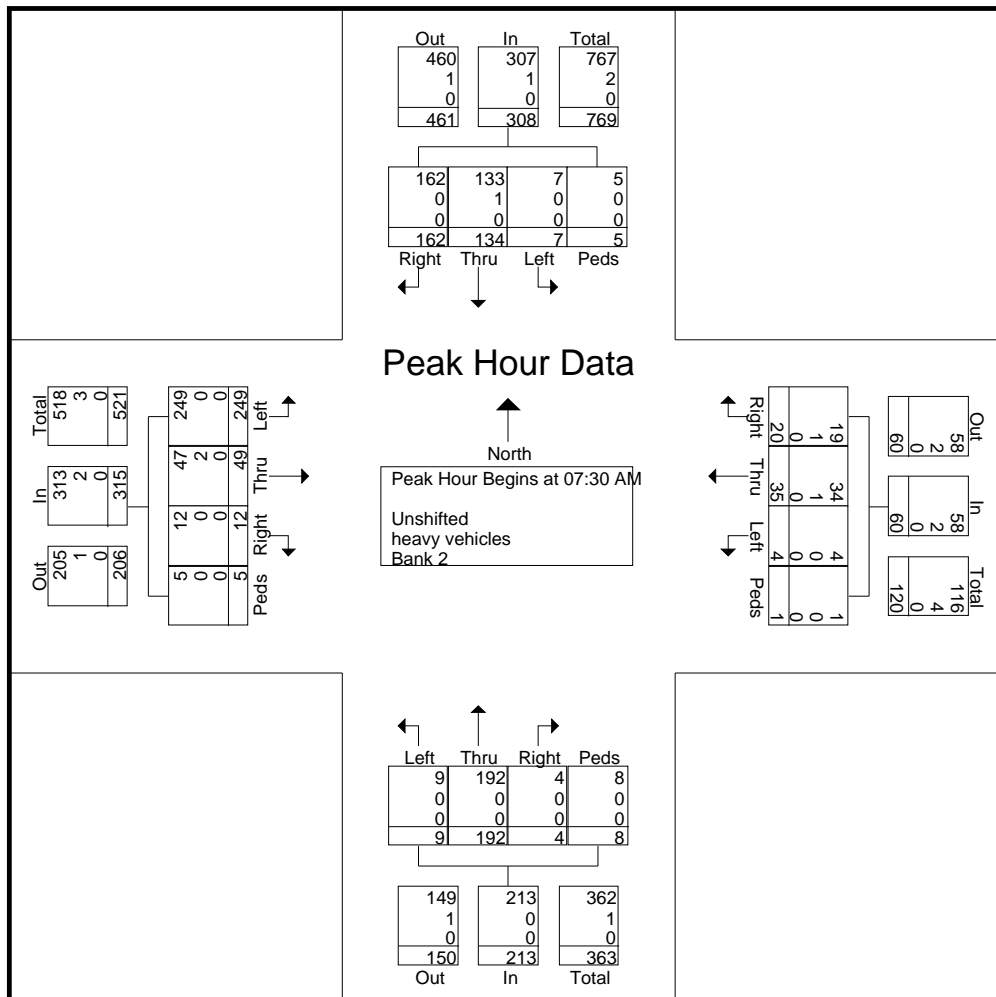 Out In Total
460 307 767
1 1 2
0 0 0
461 308 769
162 133 7 5
0 1 0 0
0 0 0 0
162 134 7 5
Right Thru Left Peds
Peak Hour Data
North
Peak Hour Begins at 07:30 AM
Unshifted
heavy vehicles
Bank 2
Total
518 3 0 521
In
313 2 0 315
Out
205 1 0 206
249 0 0 249
Left
47 2 0 49
Thru
12 0 0 12
Right
5 0 0 5
Peds
Right
19 1 0 20
Thru
34 1 0 35
Left
4 0 0 4
Peds
1 0 0 1
Out
58 2 0 60
In
58 2 0 60
Total
116 4 0 120
Left Thru Right Peds
9 192 4 8
0 0 0 0
0 0 0 0
9 192 4 8
149 213 362
1 0 1
0 0 0
150 213 363
Out In Total